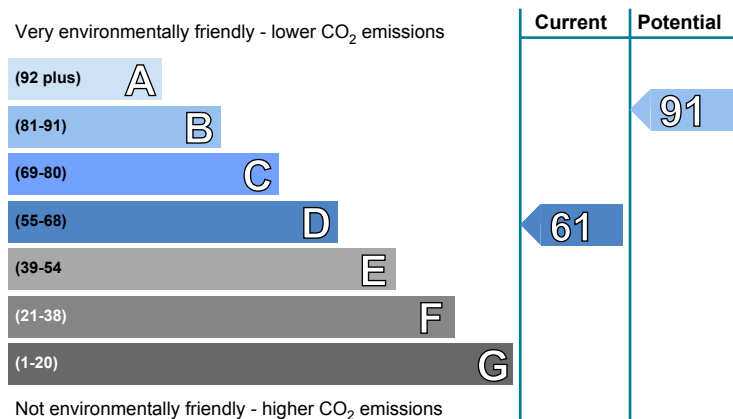 Very environmentally friendly - lower CO₂ emissions
Current Potential
(92 plus) A
(81-91) B
91
(69-80) C
(55-68) D
61
(39-54 E
(21-38) F
(1-20) G
Not environmentally friendly - higher CO₂ emissions